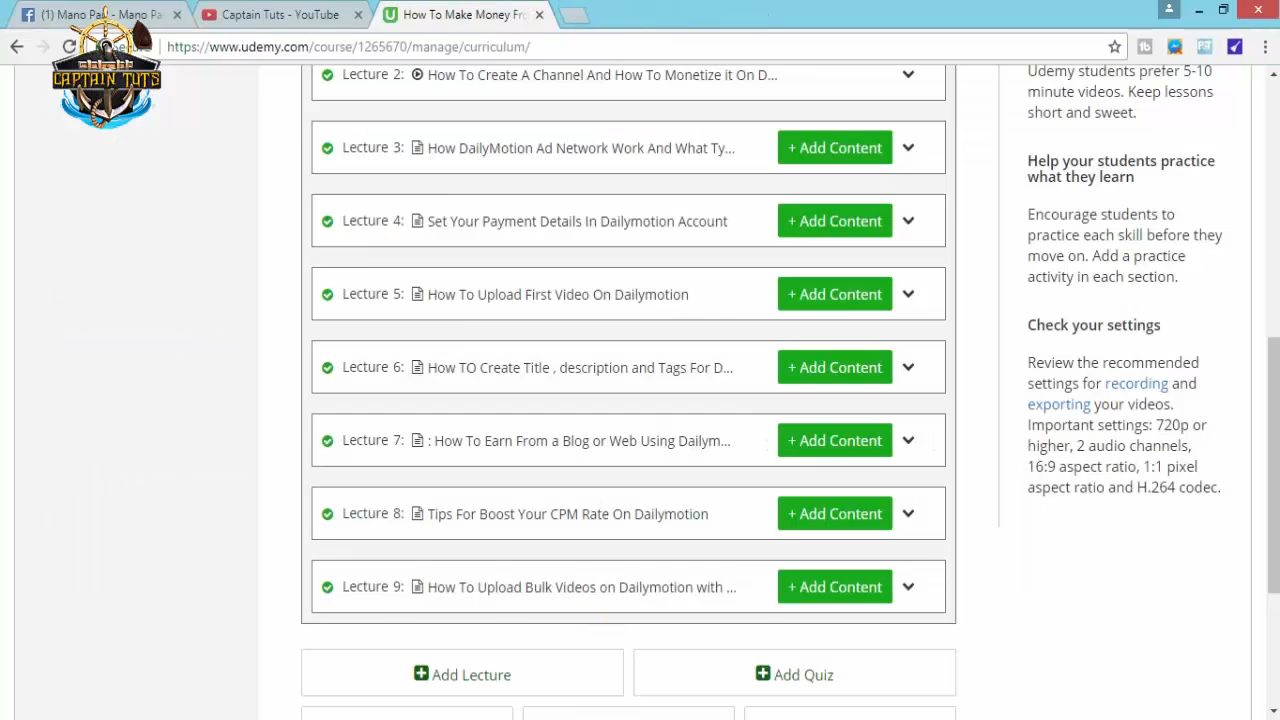 (1) Mano Pa - Mano Pa
Captain Tuts - YouTube
How To Make Money Fro
https://www.udemy.com/course/1265670/manage/curriculum/
CAPTAIN TUTS
Lecture 2: How To Create A Channel And How To Monetize it On D...
Lecture 3: How DailyMotion Ad Network Work And What Ty...
+ Add Content
Lecture 4: Set Your Payment Details In Dailymotion Account
+ Add Content
Lecture 5: How To Upload First Video On Dailymotion
+ Add Content
Lecture 6: How TO Create Title , description and Tags For D...
+ Add Content
Lecture 7: : How To Earn From a Blog or Web Using Dailym...
+ Add Content
Lecture 8: Tips For Boost Your CPM Rate On Dailymotion
+ Add Content
Lecture 9: How To Upload Bulk Videos on Dailymotion with ...
+ Add Content
Add Lecture
Add Quiz
Udemy students prefer 5-10
minute videos. Keep lessons
short and sweet.
Help your students practice
what they learn
Encourage students to
practice each skill before they
move on. Add a practice
activity in each section.
Check your settings
Review the recommended
settings for recording and
exporting your videos.
Important settings: 720p or
higher, 2 audio channels,
16:9 aspect ratio, 1:1 pixel
aspect ratio and H.264 codec.